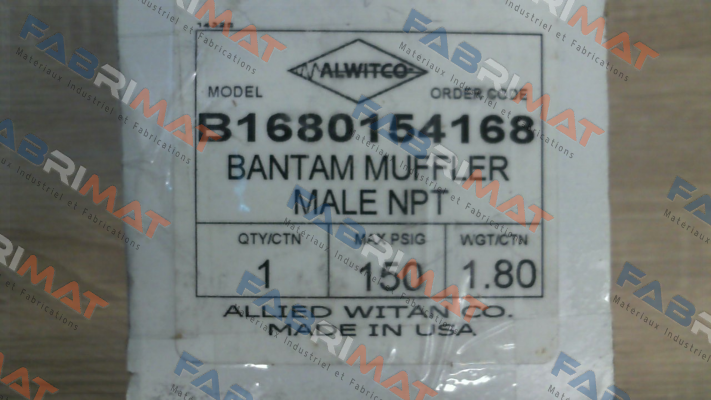 14325
ALWITCO
MODEL
ORDER CODE
B1680154168
BANTAM MUFFLER
MALE NPT
QTY/CTN
MAX PSIG
WGT/CTN
1
150
1.80
ALLIED WITAN CO.
MADE IN USA
FABRIMAT
Materiaux Industriel et Fabrications